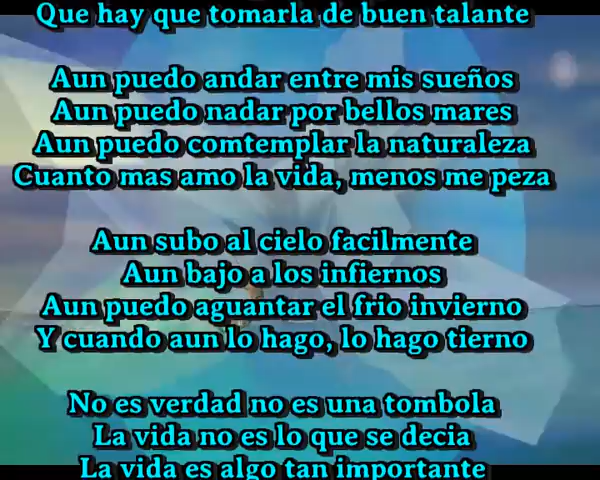 Que hay que tomarla de buen talante
Aun puedo andar entre mis sueños
Aun puedo nadar por bellos mares
Aun puedo comtemplar la naturaleza
Cuanto mas amo la vida, menos me peza
Aun subo al cielo facilmente
Aun bajo a los infiernos
Aun puedo aguantar el frio invierno
Y cuando aun lo hago, lo hago tierno
No es verdad no es una tombola
La vida no es lo que se decia
La vida es algo tan importante